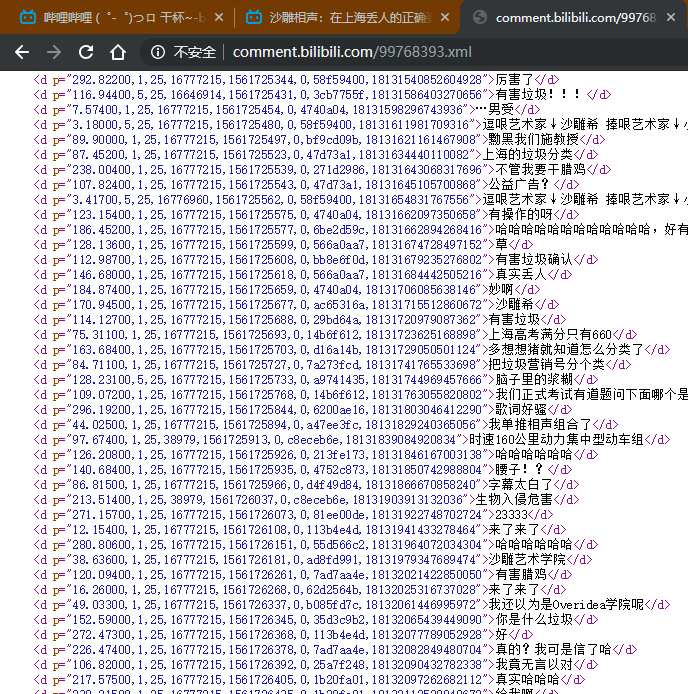 哔哩哔哩 ( ゜- ゜)つロ 干杯~-b
沙雕相声：在上海丢人的正确
comment.bilibili.com/99768
不安全 comment.bilibili.com/99768393.xml
<d p="292.82200,1,25,16777215,1561725344,0,58f59400,18131540852604928">厉害了</d>
<d p="116.94400,5,25,16646914,1561725431,0,3cb7755f,18131586403270656">有害垃圾！！！</d>
<d p="7.57400,1,25,16777215,1561725454,0,4740a04,18131598296743936">…男受</d>
<d p="3.18000,5,25,16777215,1561725480,0,58f59400,18131611981709316">逗哏艺术家↓沙雕希 捧哏艺术家↓
<d p="89.90000,1,25,16777215,1561725497,0,bf9cd09b,18131621161467908">黝黑我们施教授</d>
<d p="87.45200,1,25,16777215,1561725523,0,47d73a1,18131634440110082">上海的垃圾分类</d>
<d p="238.00400,1,25,16777215,1561725539,0,271d2986,18131643068317696">不管我要干腊鸡</d>
<d p="107.82400,1,25,16777215,1561725543,0,47d73a1,18131645105700868">公益广告？</d>
<d p="3.41700,5,25,16776960,1561725562,0,58f59400,18131654831767556">逗哏艺术家↓沙雕希 捧哏艺术家↓
<d p="123.15400,1,25,16777215,1561725575,0,4740a04,18131662097350658">有操作的呀</d>
<d p="186.45200,1,25,16777215,1561725577,0,6be2d59c,18131662894268416">哈哈哈哈哈哈哈哈哈哈哈哈，好有
<d p="128.13600,1,25,16777215,1561725599,0,566a0aa7,18131674728497152">草</d>
<d p="112.98700,1,25,16777215,1561725608,0,bb8e6f0d,18131679235276802">有害垃圾确认</d>
<d p="146.68000,1,25,16777215,1561725618,0,566a0aa7,18131684442505216">真实丢人</d>
<d p="184.87400,1,25,16777215,1561725659,0,4740a04,18131706085638146">妙啊</d>
<d p="170.94500,1,25,16777215,1561725677,0,ac65316a,18131715512860672">沙雕希</d>
<d p="114.12700,1,25,16777215,1561725688,0,29bd64a,18131720979087362">有害垃圾</d>
<d p="75.31100,1,25,16777215,1561725693,0,14b6f612,18131723625168898">上海高考满分只有660</d>
<d p="163.68400,1,25,16777215,1561725703,0,d16a14b,18131729050501124">多想想猪就知道怎么分类了</d>
<d p="84.71100,1,25,16777215,1561725727,0,7a273fcd,18131741765533698">把垃圾营销号分个类</d>
<d p="128.23100,5,25,16777215,1561725733,0,a9741435,18131744969457666">脑子里的浆糊</d>
<d p="109.07200,1,25,16777215,1561725768,0,14b6f612,18131763055820802">我们正式考试有道题问下面哪个是
<d p="296.19200,1,25,16777215,1561725844,0,6200ae16,18131803046412290">歌词好骚</d>
<d p="44.02500,1,25,16777215,1561725894,0,a47ee3fc,18131829240365056">我单推相声组合了</d>
<d p="97.67400,1,25,38979,1561725913,0,c8eceb6e,18131839084920834">时速160公里动力集中型动车组</d>
<d p="126.20800,1,25,16777215,1561725926,0,213fe173,18131846167003138">哈哈哈哈哈哈</d>
<d p="140.68400,1,25,16777215,1561725935,0,4752c873,18131850742988804">腰子！？</d>
<d p="86.81500,1,25,16777215,1561725966,0,d4f49d84,18131866670858240">字幕太白了</d>
<d p="213.51400,1,25,38979,1561726037,0,c8eceb6e,18131903913132036">生物入侵危害</d>
<d p="271.15700,1,25,16777215,1561726073,0,81ee00de,18131922748702724">23333</d>
<d p="12.15400,1,25,16777215,1561726108,0,113b4e4d,18131941433278464">来了来了</d>
<d p="280.80600,1,25,16777215,1561726151,0,55d566c2,18131964072034304">哈哈哈哈哈哈</d>
<d p="38.63600,1,25,16777215,1561726181,0,ad8fd991,18131979347689474">沙雕艺术学院</d>
<d p="120.09400,1,25,16777215,1561726261,0,7ad7aa4e,18132021422850050">有害腊鸡</d>
<d p="16.26000,1,25,16777215,1561726268,0,62d2564b,18132025316737028">来了来了</d>
<d p="49.03300,1,25,16777215,1561726337,0,b085fd7c,18132061446995972">我还以为是Overidea学院呢</d>
<d p="152.59000,1,25,16777215,1561726345,0,35d3c9b2,18132065439449090">你是什么垃圾</d>
<d p="272.47300,1,25,16777215,1561726368,0,113b4e4d,18132077789052928">好</d>
<d p="226.47400,1,25,16777215,1561726378,0,7ad7aa4e,18132082849480704">真的？我可是信了哈</d>
<d p="106.82000,1,25,16777215,1561726392,0,25a7f248,18132090432782338">我竟无言以对</d>
<d p="217.57500,1,25,16777215,1561726405,0,1b20fa01,18132097262682112">真实哈哈哈</d>